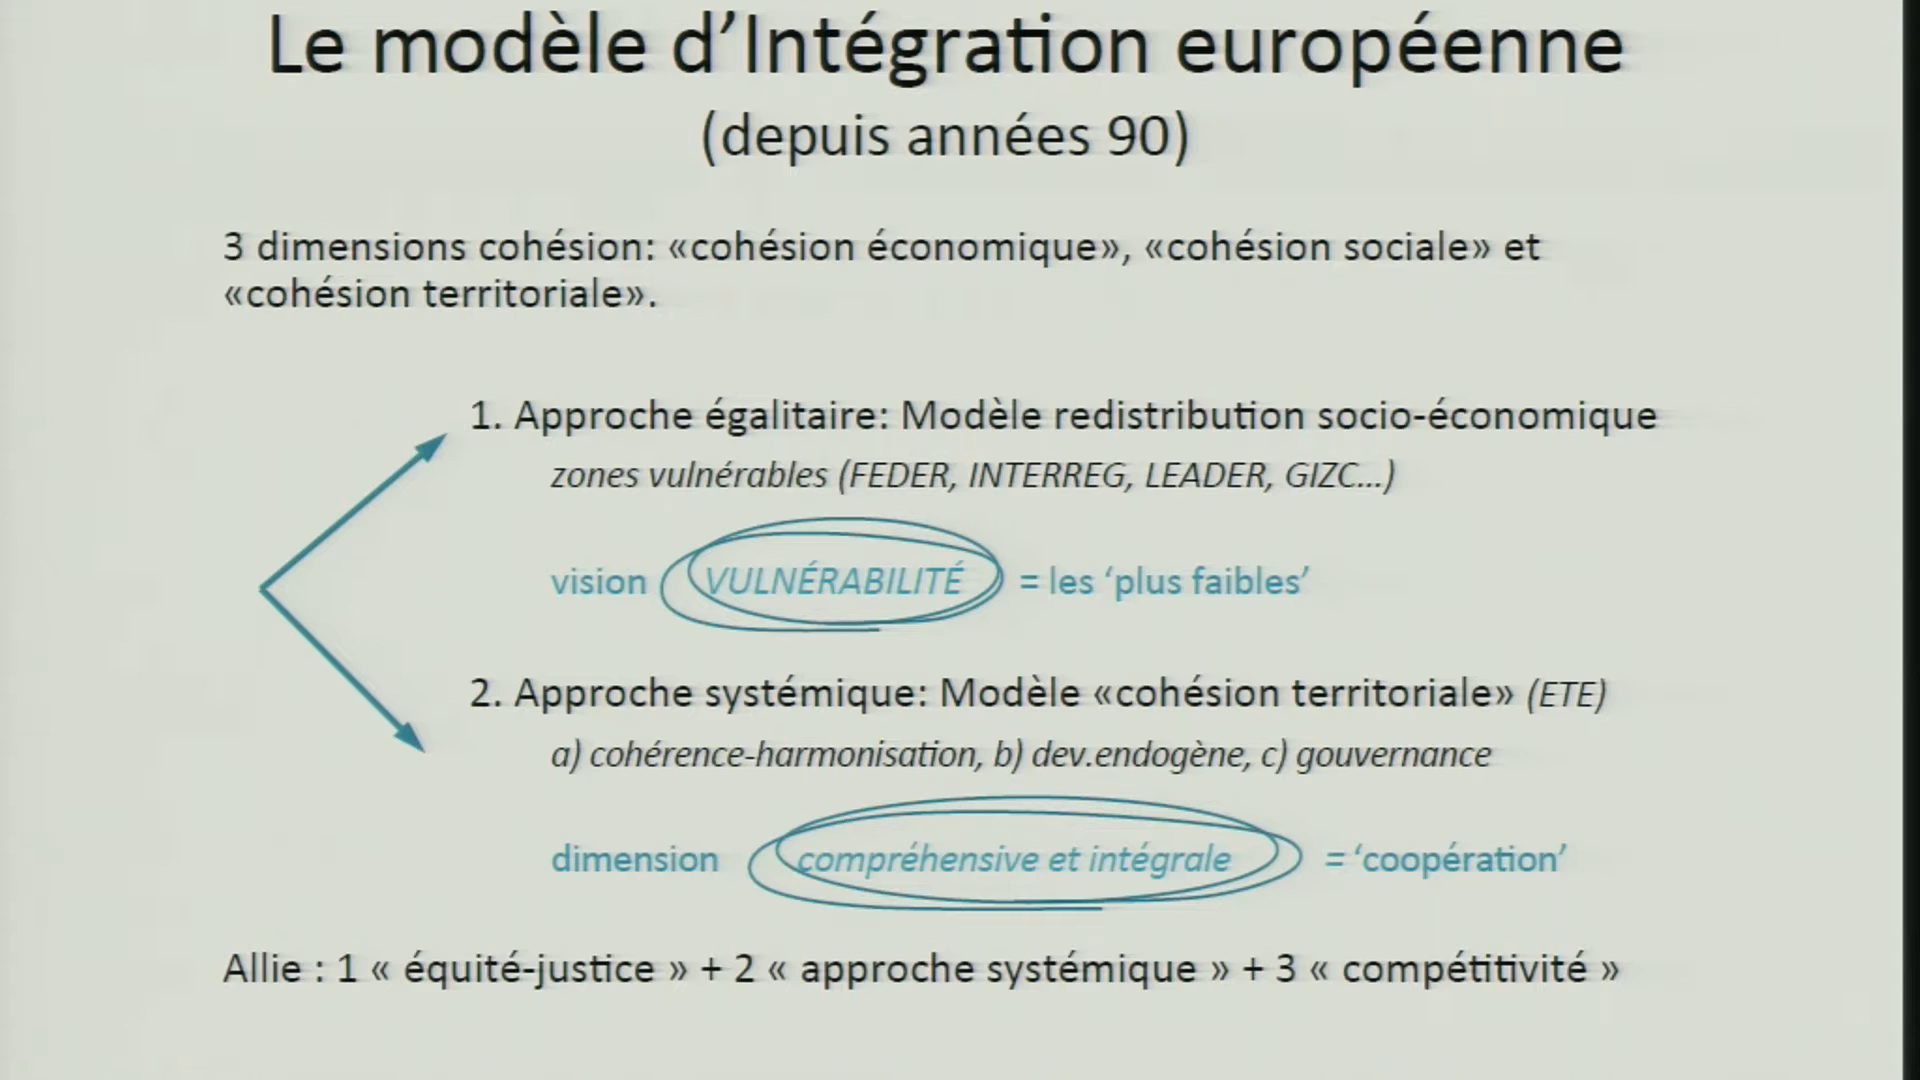 Le modèle d’Intégration européenne
(depuis années 90)
3 dimensions cohésion: «cohésion économique», «cohésion sociale» et
«cohésion territoriale».
1. Approche égalitaire: Modèle redistribution socio-économique
zones vulnérables (FEDER, INTERREG, LEADER, GIZC...)
vision VULNÉRABILITÉ = les ‘plus faibles’
2. Approche systémique: Modèle «cohésion territoriale» (ETE)
a) cohérence-harmonisation, b) dev.endogène, c) gouvernance
dimension compréhensive et intégrale = ‘coopération’
Allie : 1 « équité-justice » + 2 « approche systémique » + 3 « compétitivité »